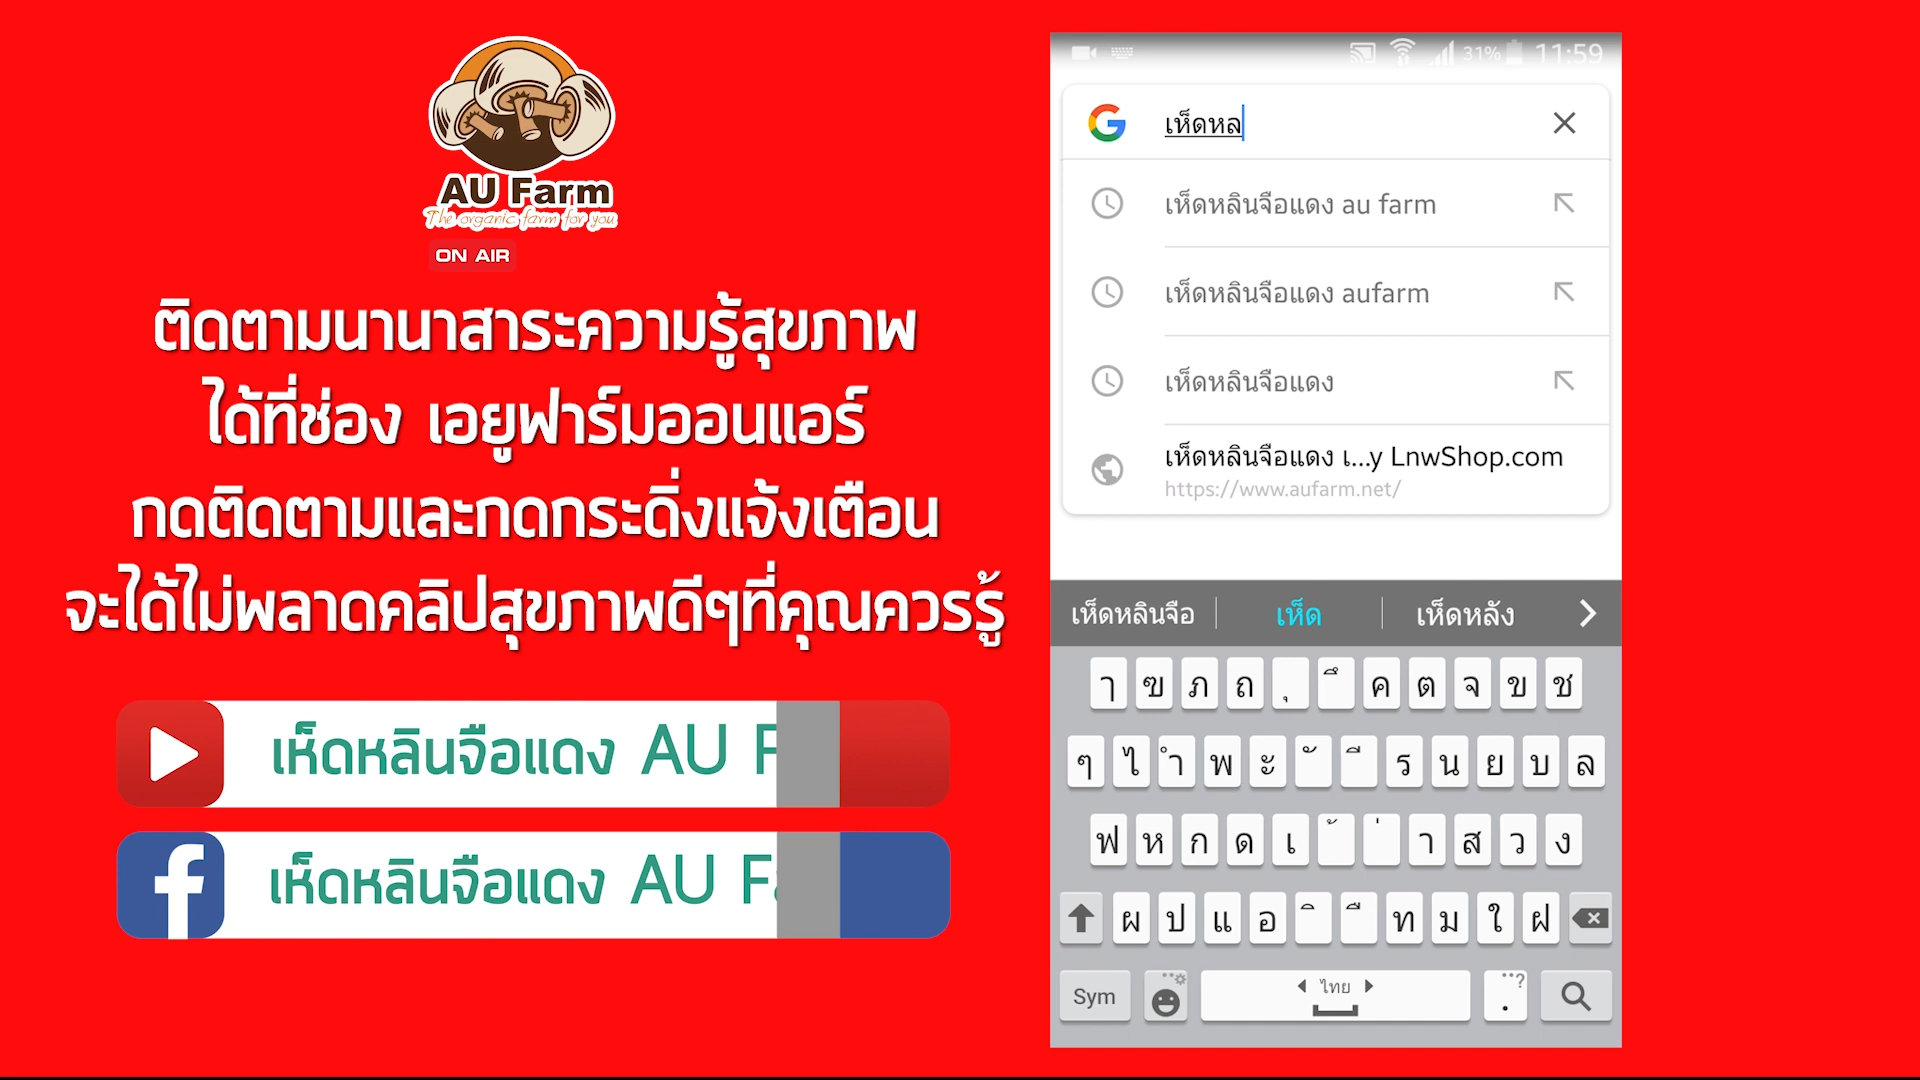 AU Farm
The organic farm for you
ON AIR
ติดตามนานาสาระความรู้สุขภาพ
ได้ที่ช่อง เอยูฟาร์มออนแอร์
กดติดตามและกดกระดิ่งแจ้งเตือน
จะได้ไม่พลาดคลิปสุขภาพดีๆที่คุณควรรู้
เห็ดหลินจือแดง AU F
เห็ดหลินจือแดง AU Fa
31% 11:59
เห็ดหล
เห็ดหลินจือแดง au farm
เห็ดหลินจือแดง aufarm
เห็ดหลินจือแดง
เห็ดหลินจือแดง เ...y LnwShop.com
https://www.aufarm.net/
เห็ดหลินจือ เห็ด เห็ดหลัง
ๅ ฃ ภ ถ ุ ึ ค ต จ ข ช
ๆ ไ ำ พ ะ ั ี ร น ย บ ล
ฟ ห ก ด เ ้ ่ า ส ว ง
ผ ป แ อ ิ ื ท ม ใ ฝ
Sym ไทย . ?